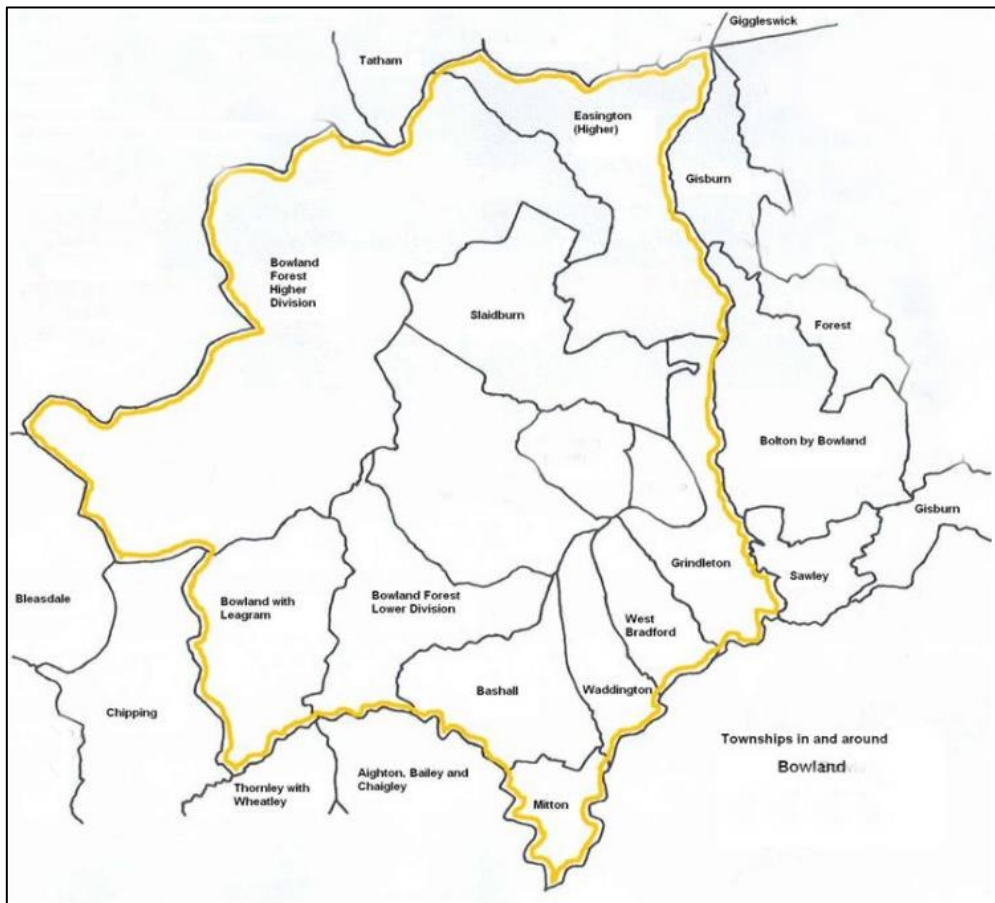 Giggleswick
Tatham
Easington
(Higher)
Gisburn
Bowland
Forest
Higher
Division
Slaidburn
Forest
Bolton by Bowland
Gisburn
Grindleton
Sawley
Bleasdale
Bowland with
Leagram
Bowland Forest
Lower Division
West
Bradford
Bashall
Waddington
Chipping
Townships in and around
Bowland
Thornley with
Wheatley
Aighton, Bailey and
Chaigley
Mitton